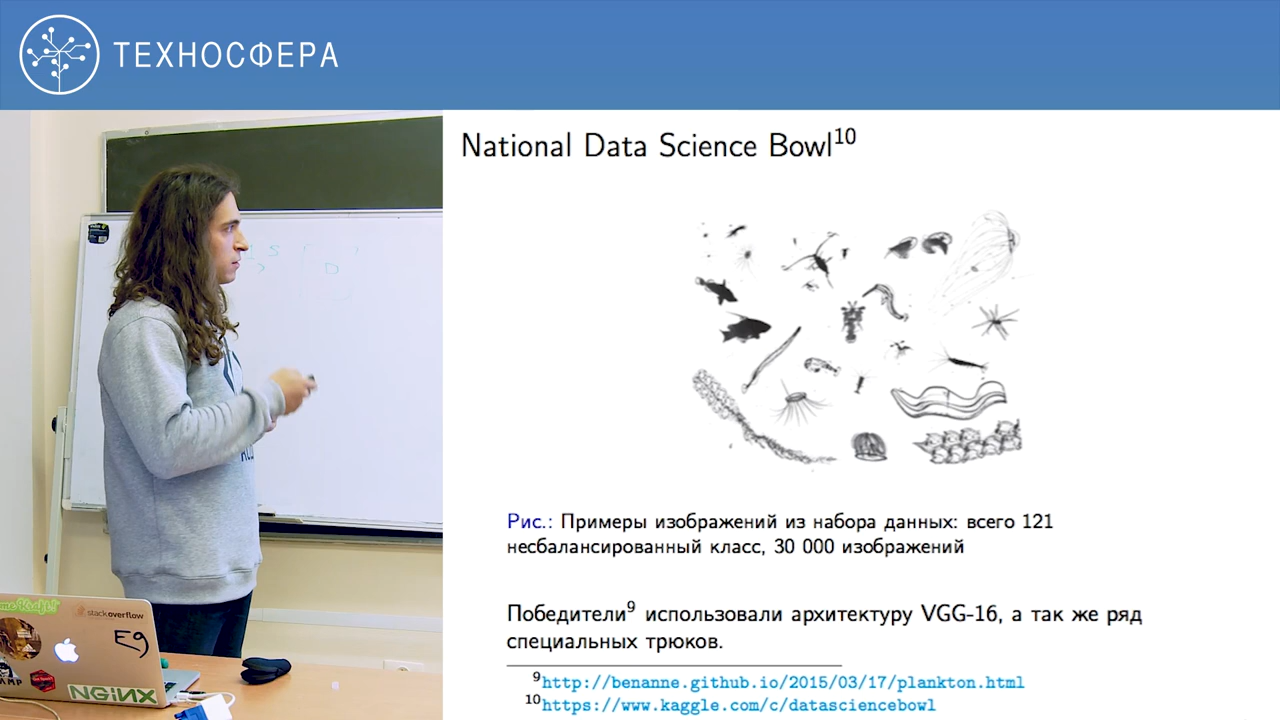 ТЕХНОСФЕРА
National Data Science Bowl¹⁰
Рис.: Примеры изображений из набора данных: всего 121
несбалансированный класс, 30 000 изображений
Победители⁹ использовали архитектуру VGG-16, а так же ряд
специальных трюков.
⁹http://benanne.github.io/2015/03/17/plankton.html
¹⁰https://www.kaggle.com/c/datasciencebowl
stackoverflow
E9
NGiNX